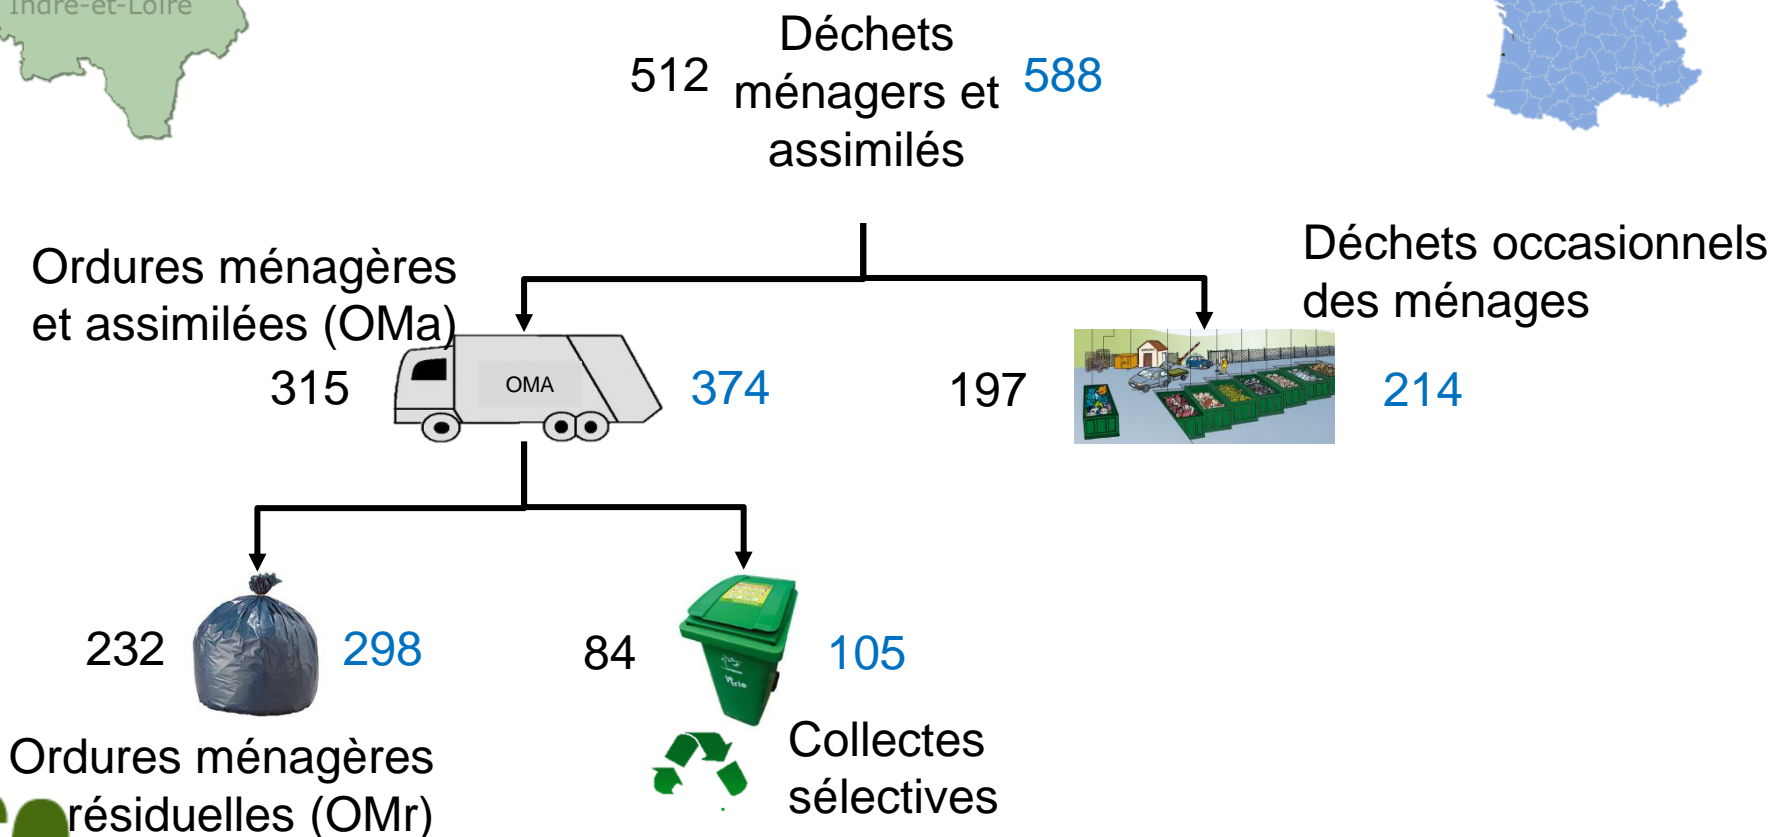 Indre-et-Loire
Déchets
ménagers et
assimilés
512
588
Ordures ménagères
et assimilées (OMa)
315
OMA
374
Déchets occasionnels
des ménages
197
214
232
298
84
105
Ordures ménagères
résiduelles (OMr)
Collectes
sélectives